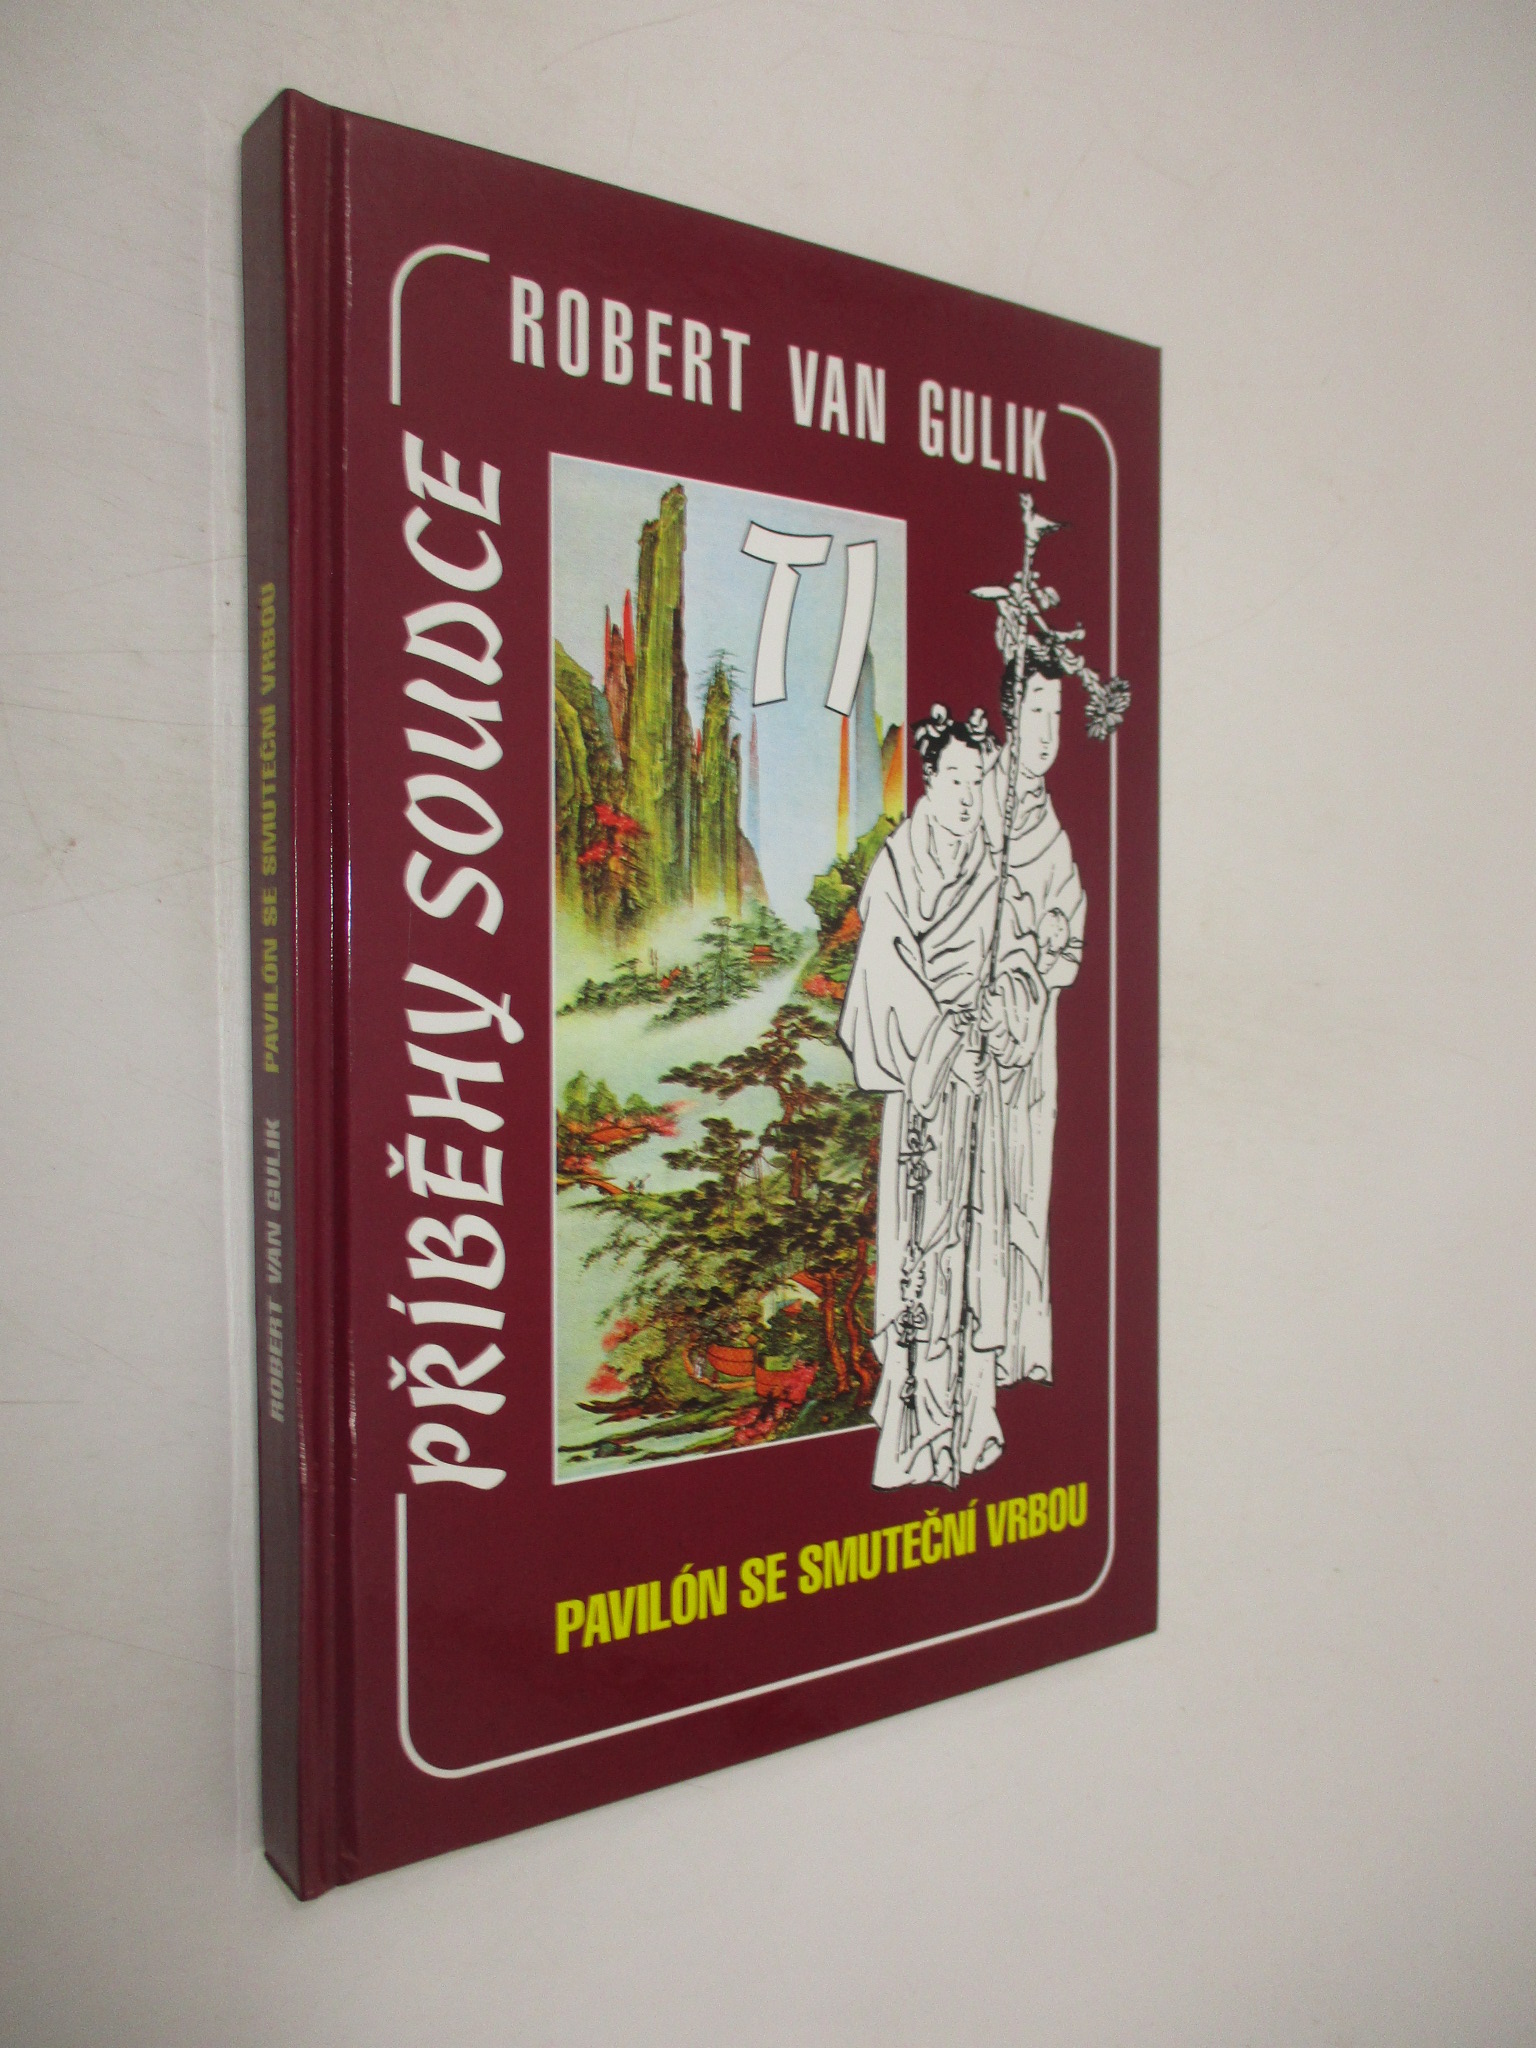 ROBERT VAN GULIK
PŘÍBĚHY SOUDCE
TI
PAVILÓN SE SMUTEČNÍ VRBOU
ROBERT VAN GULIK PAVILÓN SE SMUTEČNÍ VRBOU